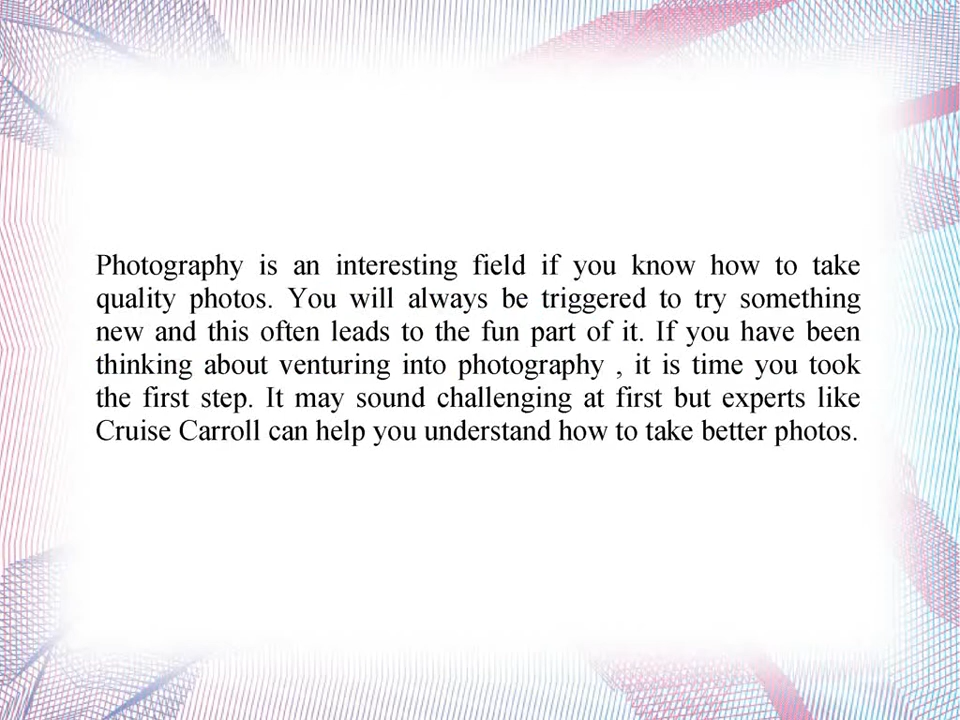 Photography is an interesting field if you know how to take
quality photos. You will always be triggered to try something
new and this often leads to the fun part of it. If you have been
thinking about venturing into photography , it is time you took
the first step. It may sound challenging at first but experts like
Cruise Carroll can help you understand how to take better photos.